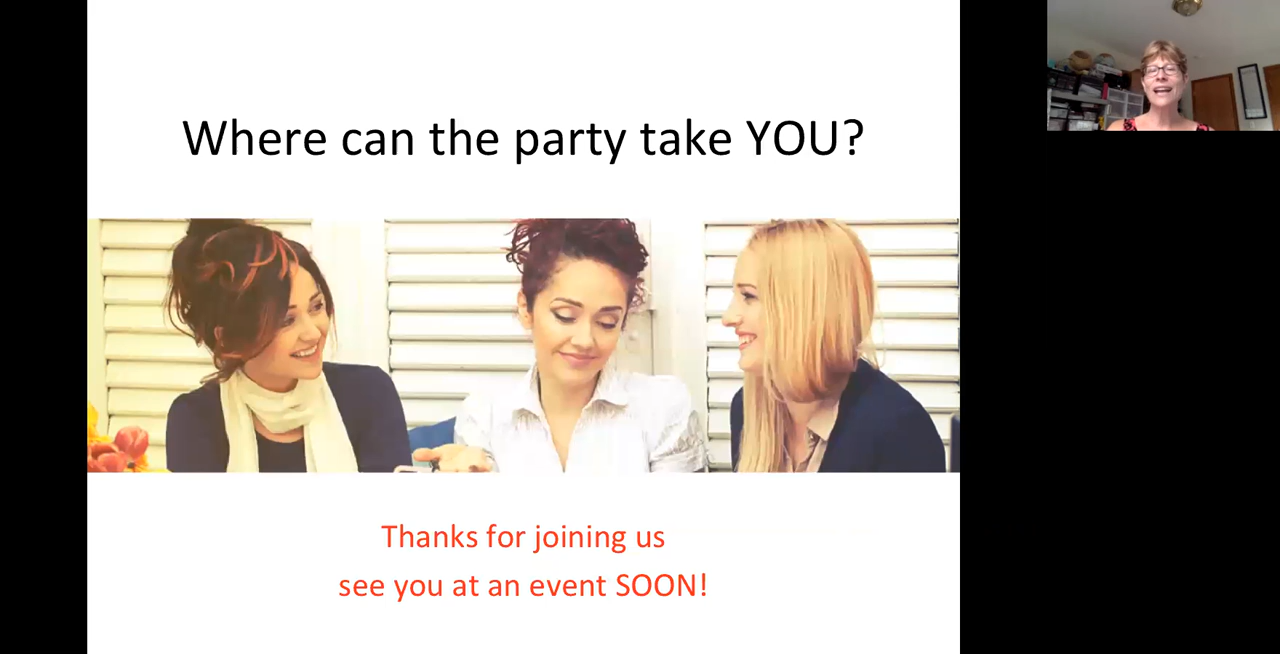 Where can the party take YOU?
Thanks for joining us
see you at an event SOON!